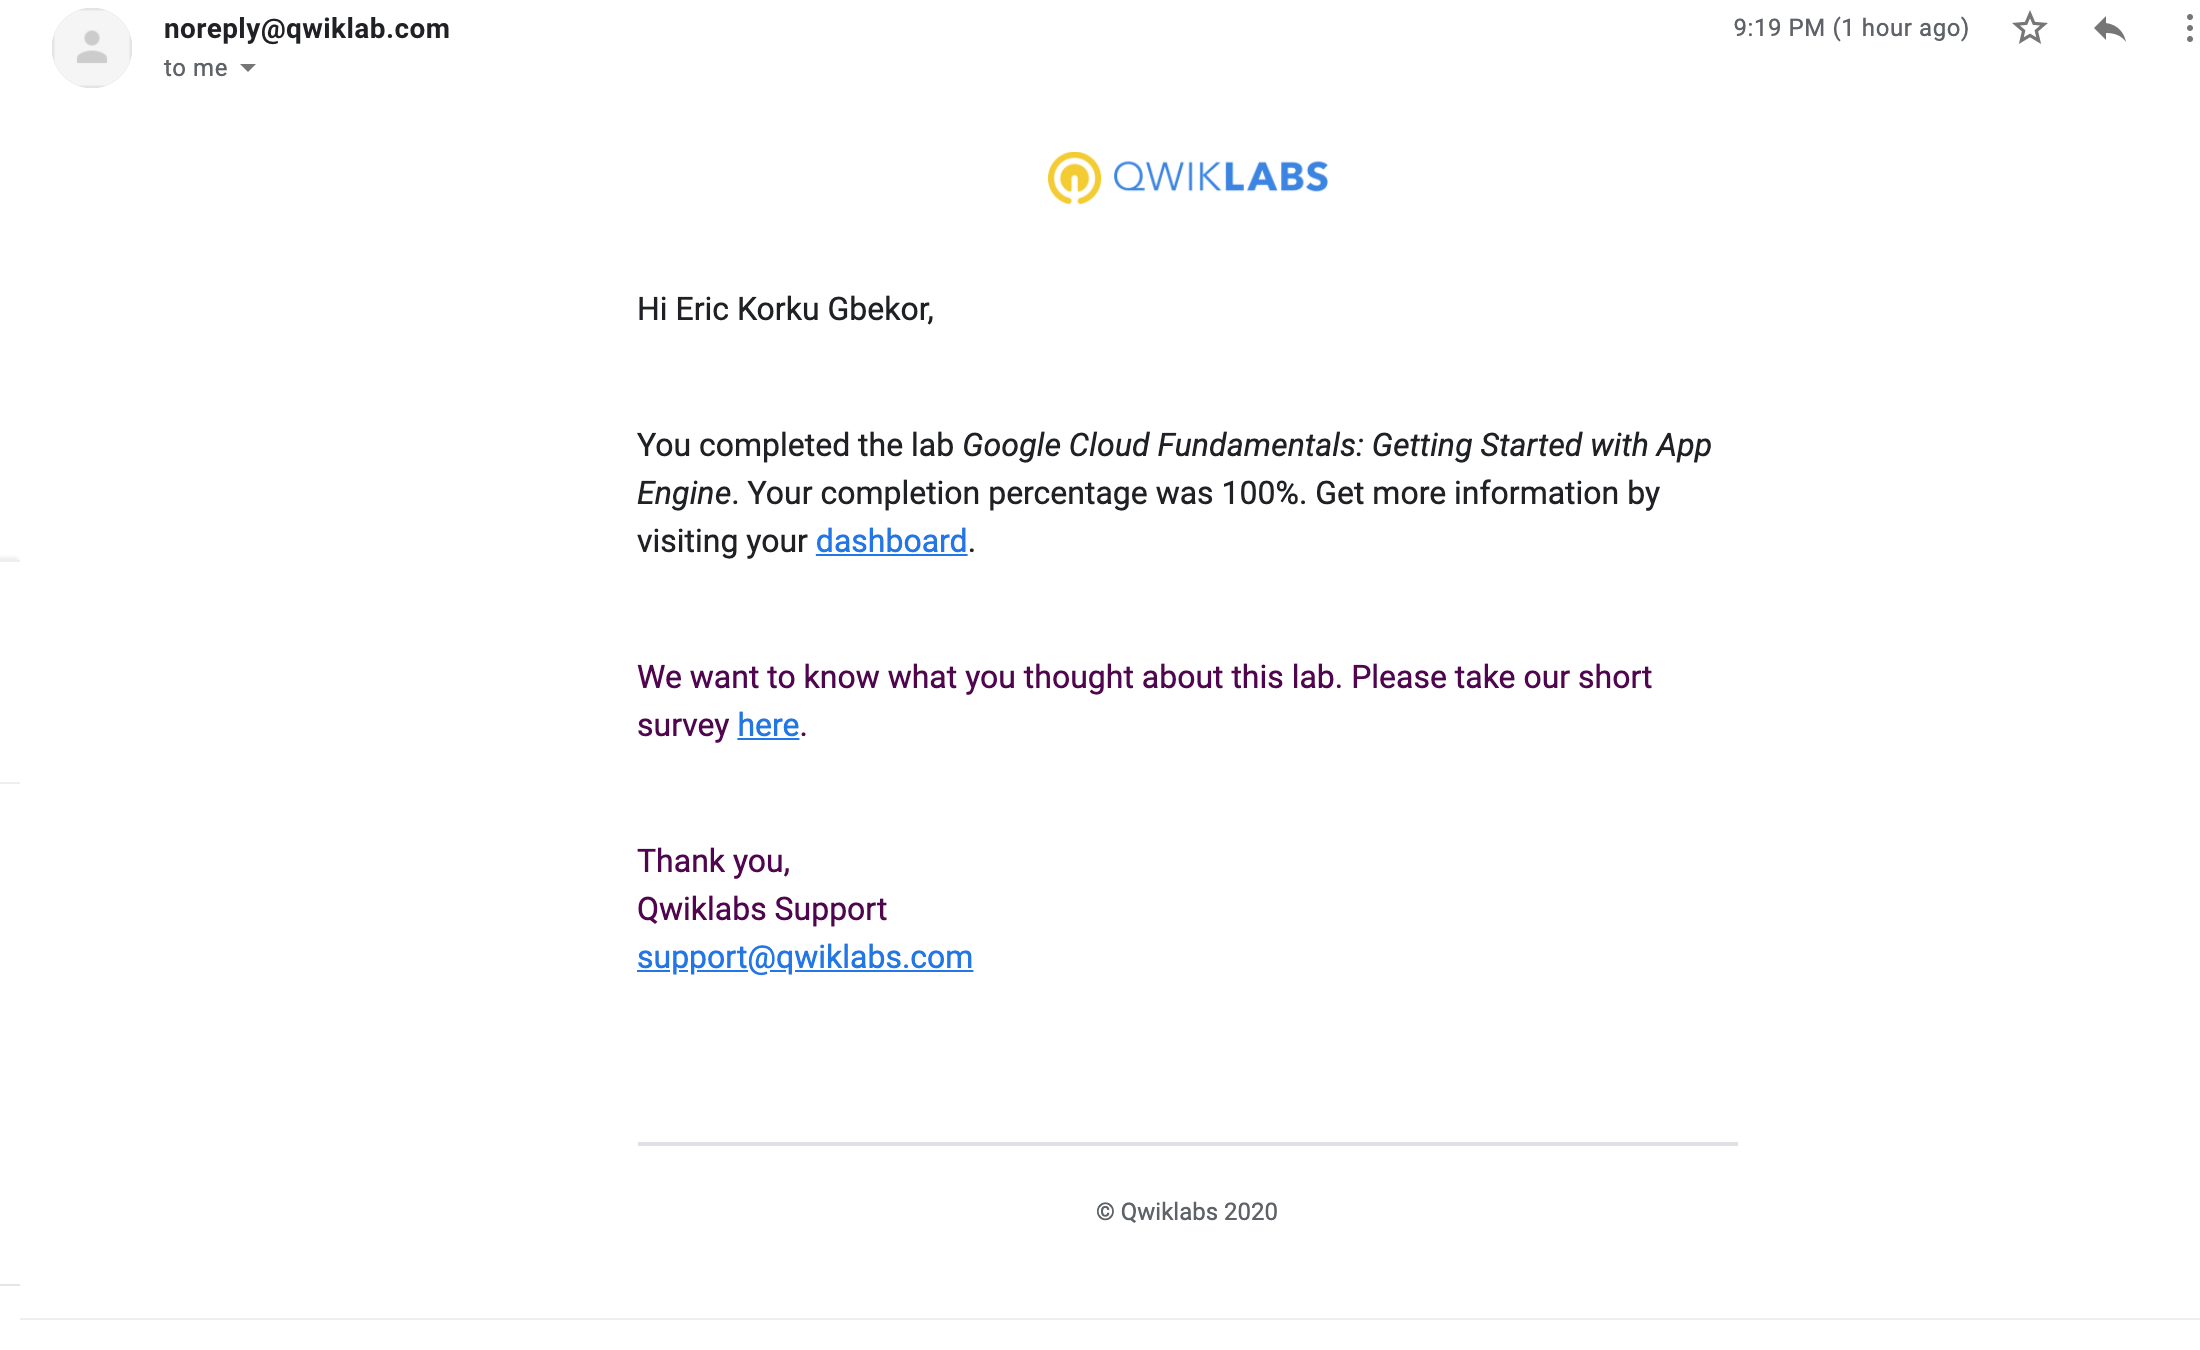 noreply@qwiklab.com
9:19 PM (1 hour ago)
to me
QWIKLABS
Hi Eric Korku Gbekor,
You completed the lab Google Cloud Fundamentals: Getting Started with App
Engine. Your completion percentage was 100%. Get more information by
visiting your dashboard.
We want to know what you thought about this lab. Please take our short
survey here.
Thank you,
Qwiklabs Support
support@qwiklabs.com
© Qwiklabs 2020